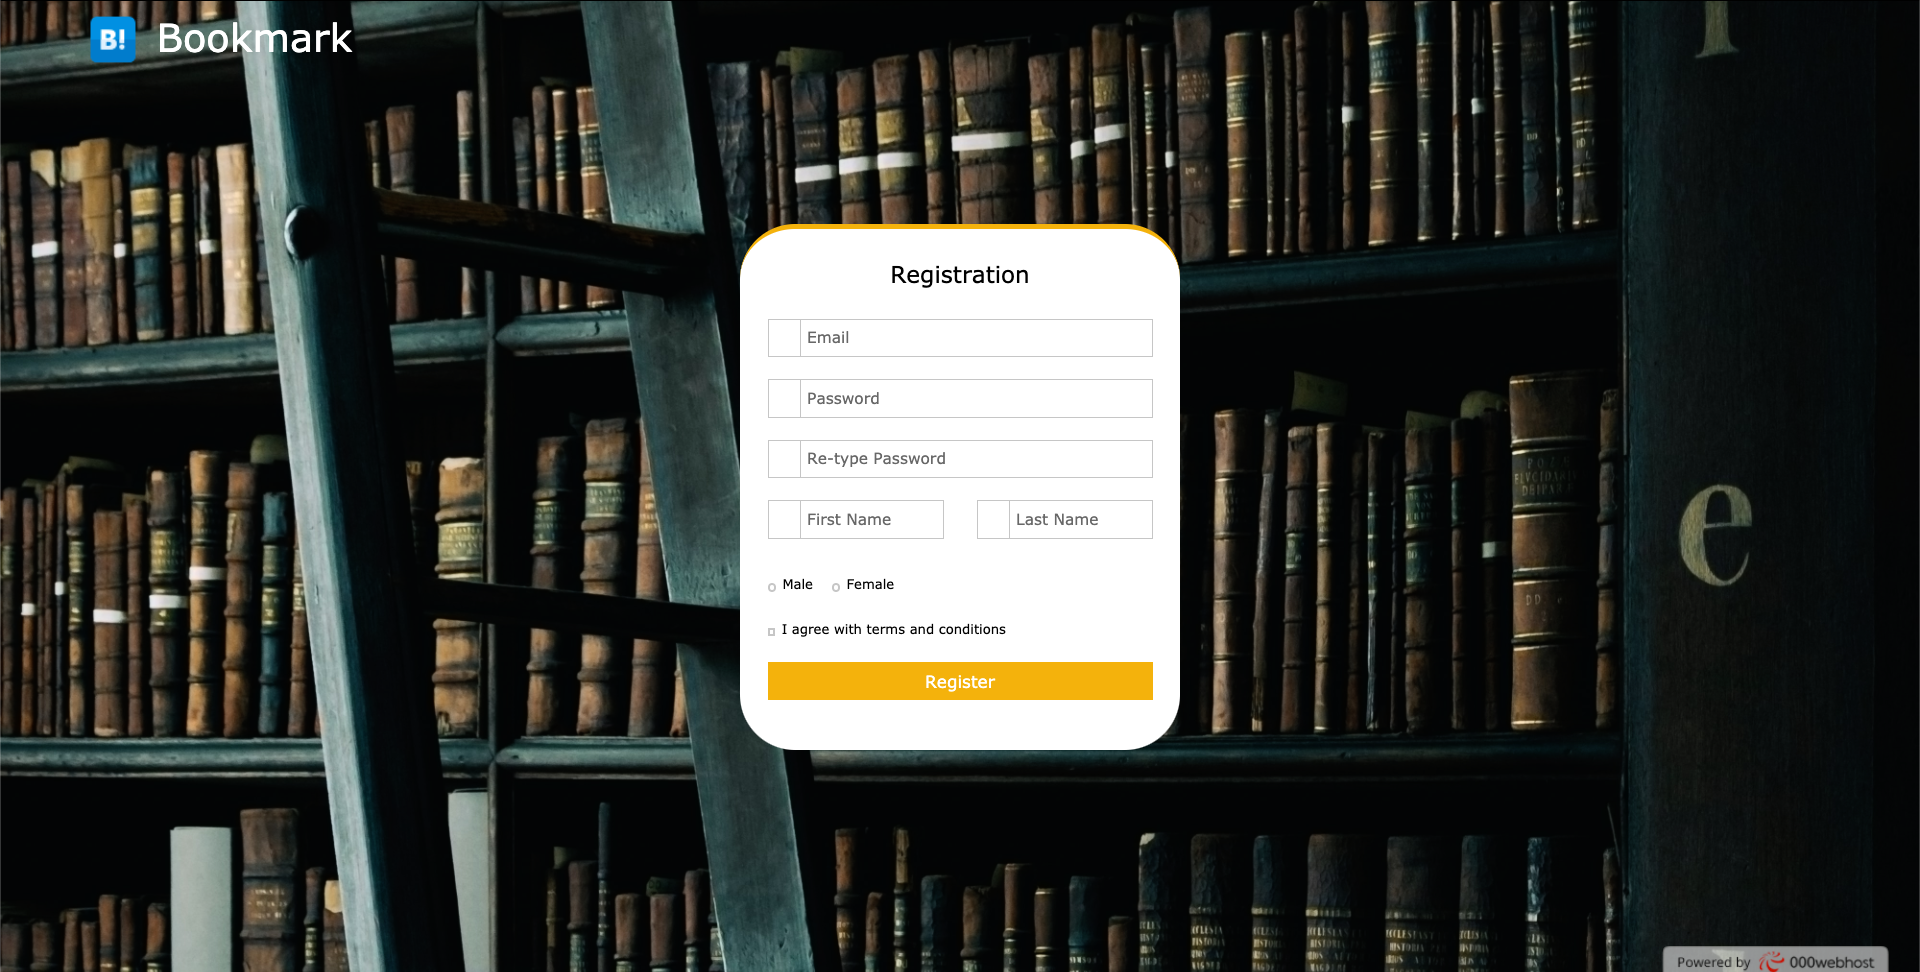 B! Bookmark
Registration
Email
Password
Re-type Password
First Name Last Name
Male Female
I agree with terms and conditions
Register
e
Powered by 000webhost